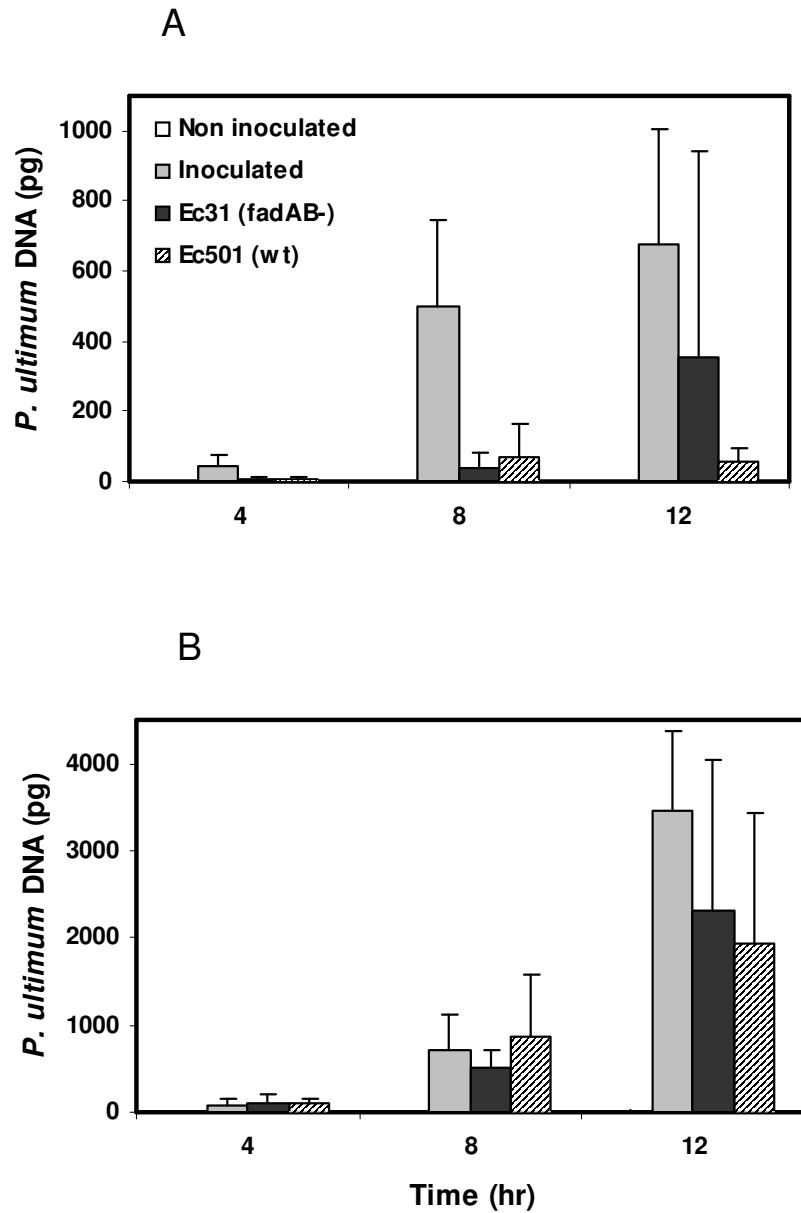 A
P. ultimum DNA (pg)
1000
800
600
400
200
0
Non inoculated
Inoculated
Ec31 (fadAB-)
Ec501 (wt)
4 8 12
B
P. ultimum DNA (pg)
4000
3000
2000
1000
0
4 8 12
Time (hr)